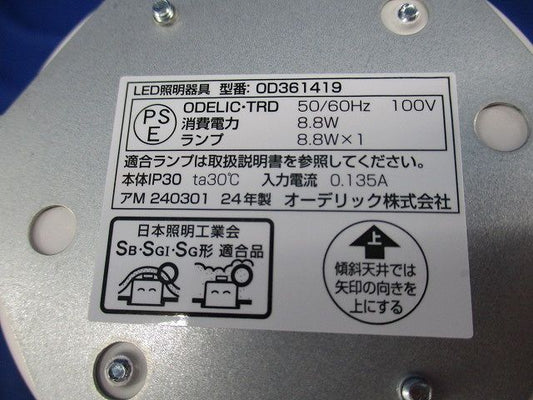 LED照明器具 型番: OD361419
PS
E
ODELIC・TRD 50/60Hz 100V
消費電力 8.8W
ランプ 8.8W×1
適合ランプは取扱説明書を参照してください。
本体IP30 ta30℃ 入力電流 0.135A
アM 240301 24年製 オーデリック株式会社
日本照明工業会
SB・SGI・SG形 適合品
上
傾斜天井では
矢印の向きを
上にする